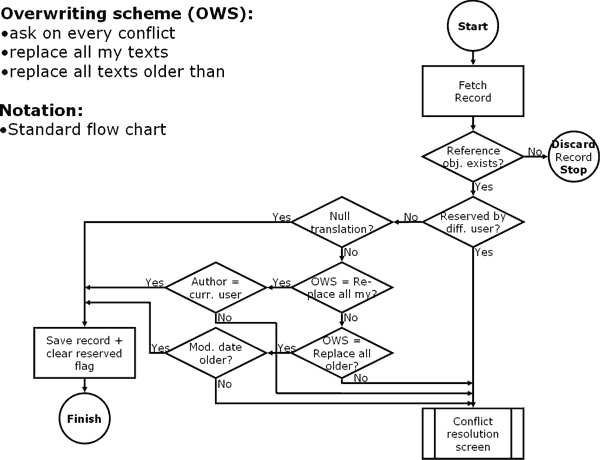 Overwriting scheme (OWS):
•ask on every conflict
•replace all my texts
•replace all texts older than
Notation:
•Standard flow chart
Start
Fetch
Record
Reference
obj. exists?
No
Discard
Record
Stop
Yes
Reserved by
diff. user?
No
Yes
Null
translation?
Yes
No
OWS = Re-
place all my?
Yes
No
Author =
curr. user
Yes
No
OWS =
Replace all
older?
Yes
No
Mod. date
older?
Yes
No
Save record +
clear reserved
flag
Finish
Conflict
resolution
screen